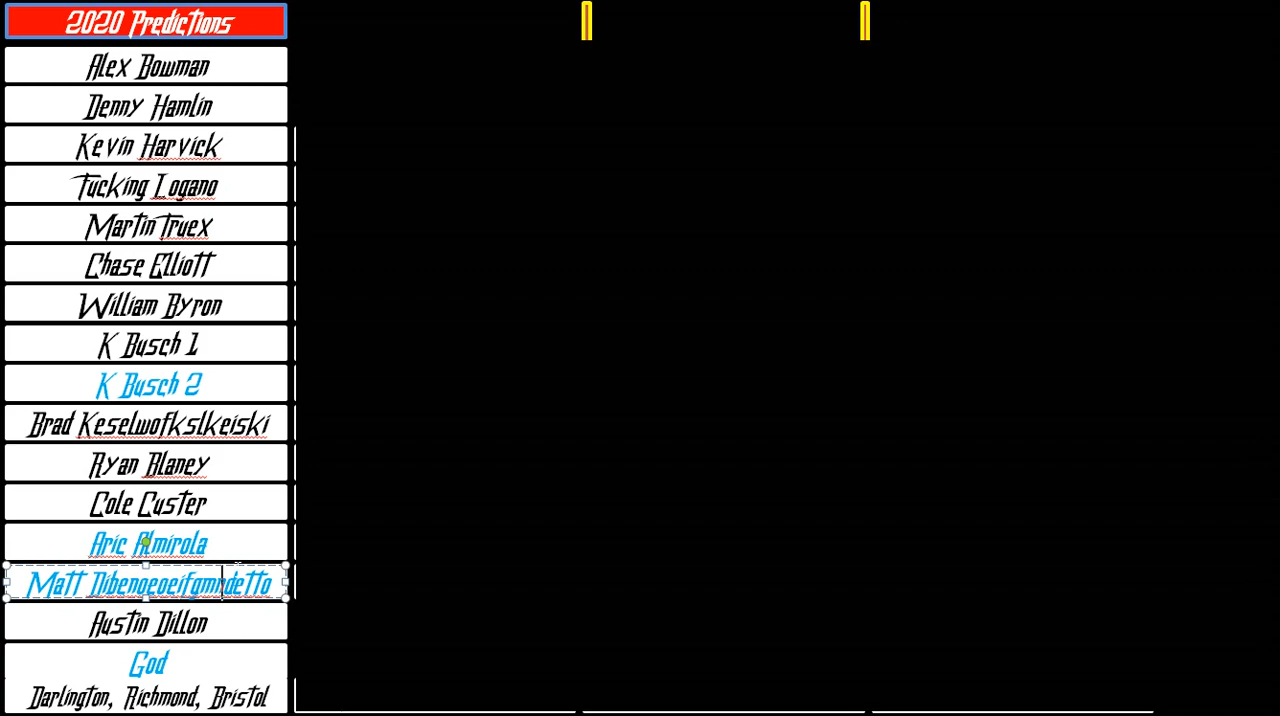 2020 Predictions
Alex Bowman
Denny Hamlin
Kevin Harvick
Fucking Logano
Martin Truex
Chase Elliott
William Byron
K Busch 1
K Busch 2
Brad Keselwofkslkeiski
Ryan Blaney
Cole Custer
Aric Almirola
Matt Dibenoeoeifgmndetto
Austin Dillon
God
Darlington, Richmond, Bristol